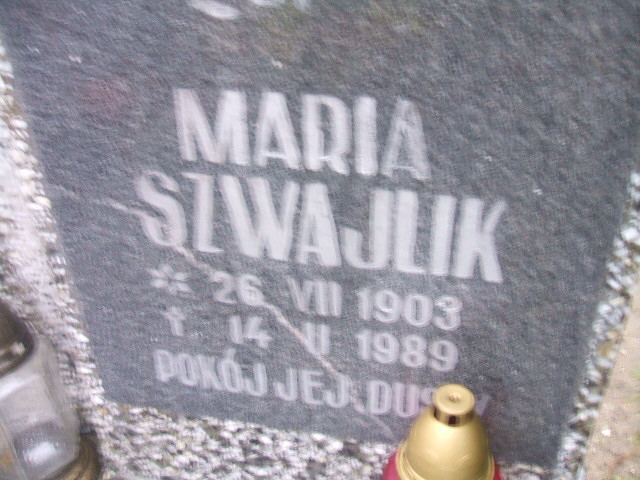 MARIA
SZWAJLIK
* 26 VII 1903
† 14 II 1989
POKÓJ JEJ